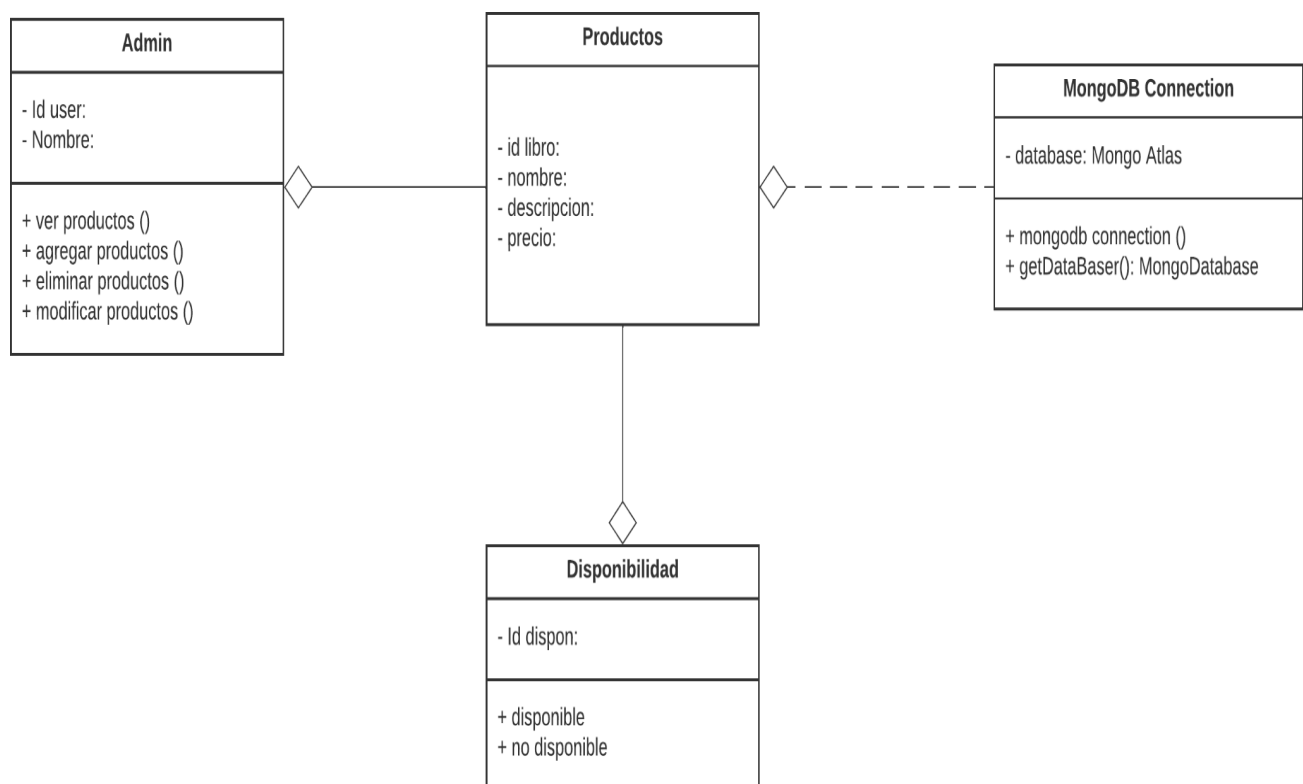 Admin
- Id user:
- Nombre:
+ ver productos ()
+ agregar productos ()
+ eliminar productos ()
+ modificar productos ()
Productos
- id libro:
- nombre:
- descripcion:
- precio:
MongoDB Connection
- database: Mongo Atlas
+ mongodb connection ()
+ getDataBaser(): MongoDatabase
Disponibilidad
- Id dispon:
+ disponible
+ no disponible